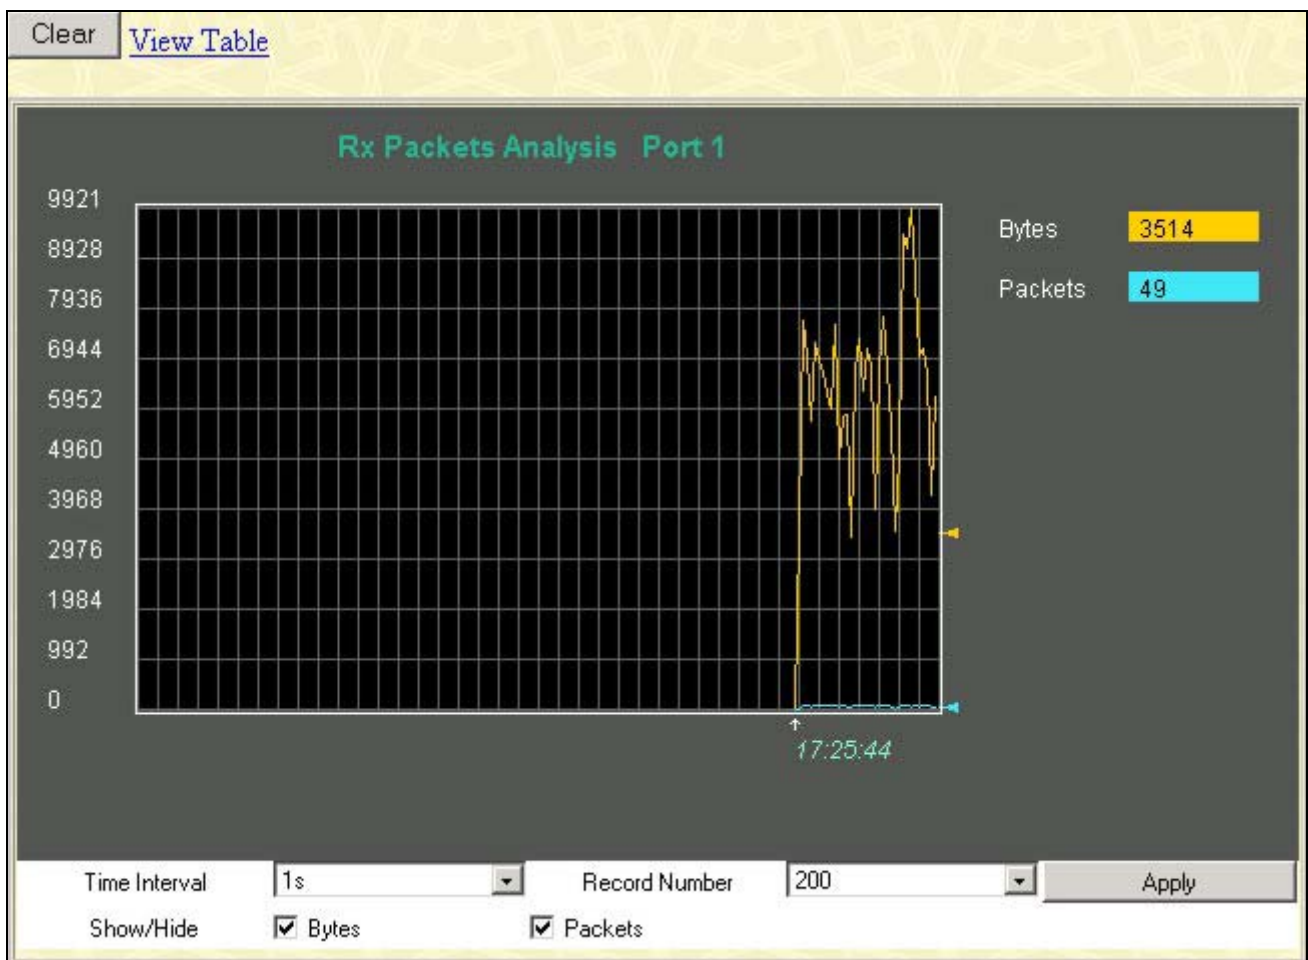 Clear View Table
Rx Packets Analysis Port 1
9921
8928
7936
6944
5952
4960
3968
2976
1984
992
0
Bytes 3514
Packets 49
17:25:44
Time Interval 1s Record Number 200 Apply
Show/Hide Bytes Packets